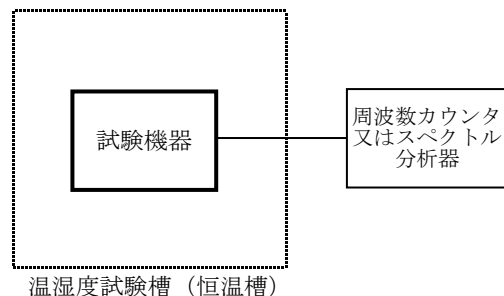 試験機器
周波数カウンタ
又はスペクトル
分析器
温湿度試験槽（恒温槽）